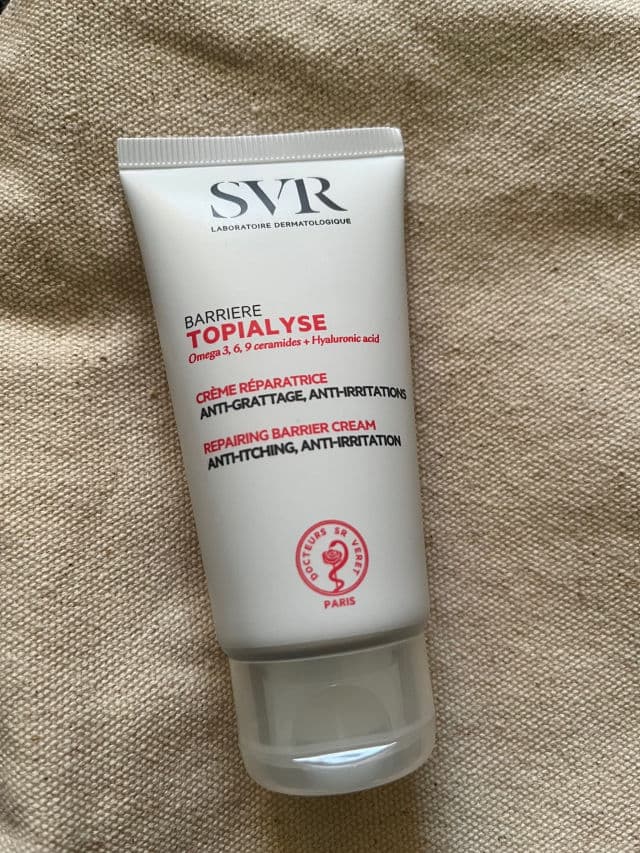 SVR
LABORATOIRE DERMATOLOGIQUE
BARRIERE
TOPIALYSE
Omega 3, 6, 9 ceramides + Hyaluronic acid
CRÈME RÉPARATRICE
ANTI-GRATTAGE, ANTI-IRRITATIONS
REPAIRING BARRIER CREAM
ANTI-ITCHING, ANTI-IRRITATION
DOCTEURS SR VERET
PARIS